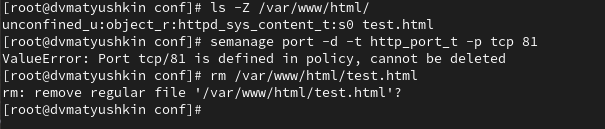 [root@dvmatyushkin conf]# ls -Z /var/www/html/
unconfined_u:object_r:httpd_sys_content_t:s0 test.html
[root@dvmatyushkin conf]# semanage port -d -t http_port_t -p tcp 81
ValueError: Port tcp/81 is defined in policy, cannot be deleted
[root@dvmatyushkin conf]# rm /var/www/html/test.html
rm: remove regular file '/var/www/html/test.html'?
[root@dvmatyushkin conf]#